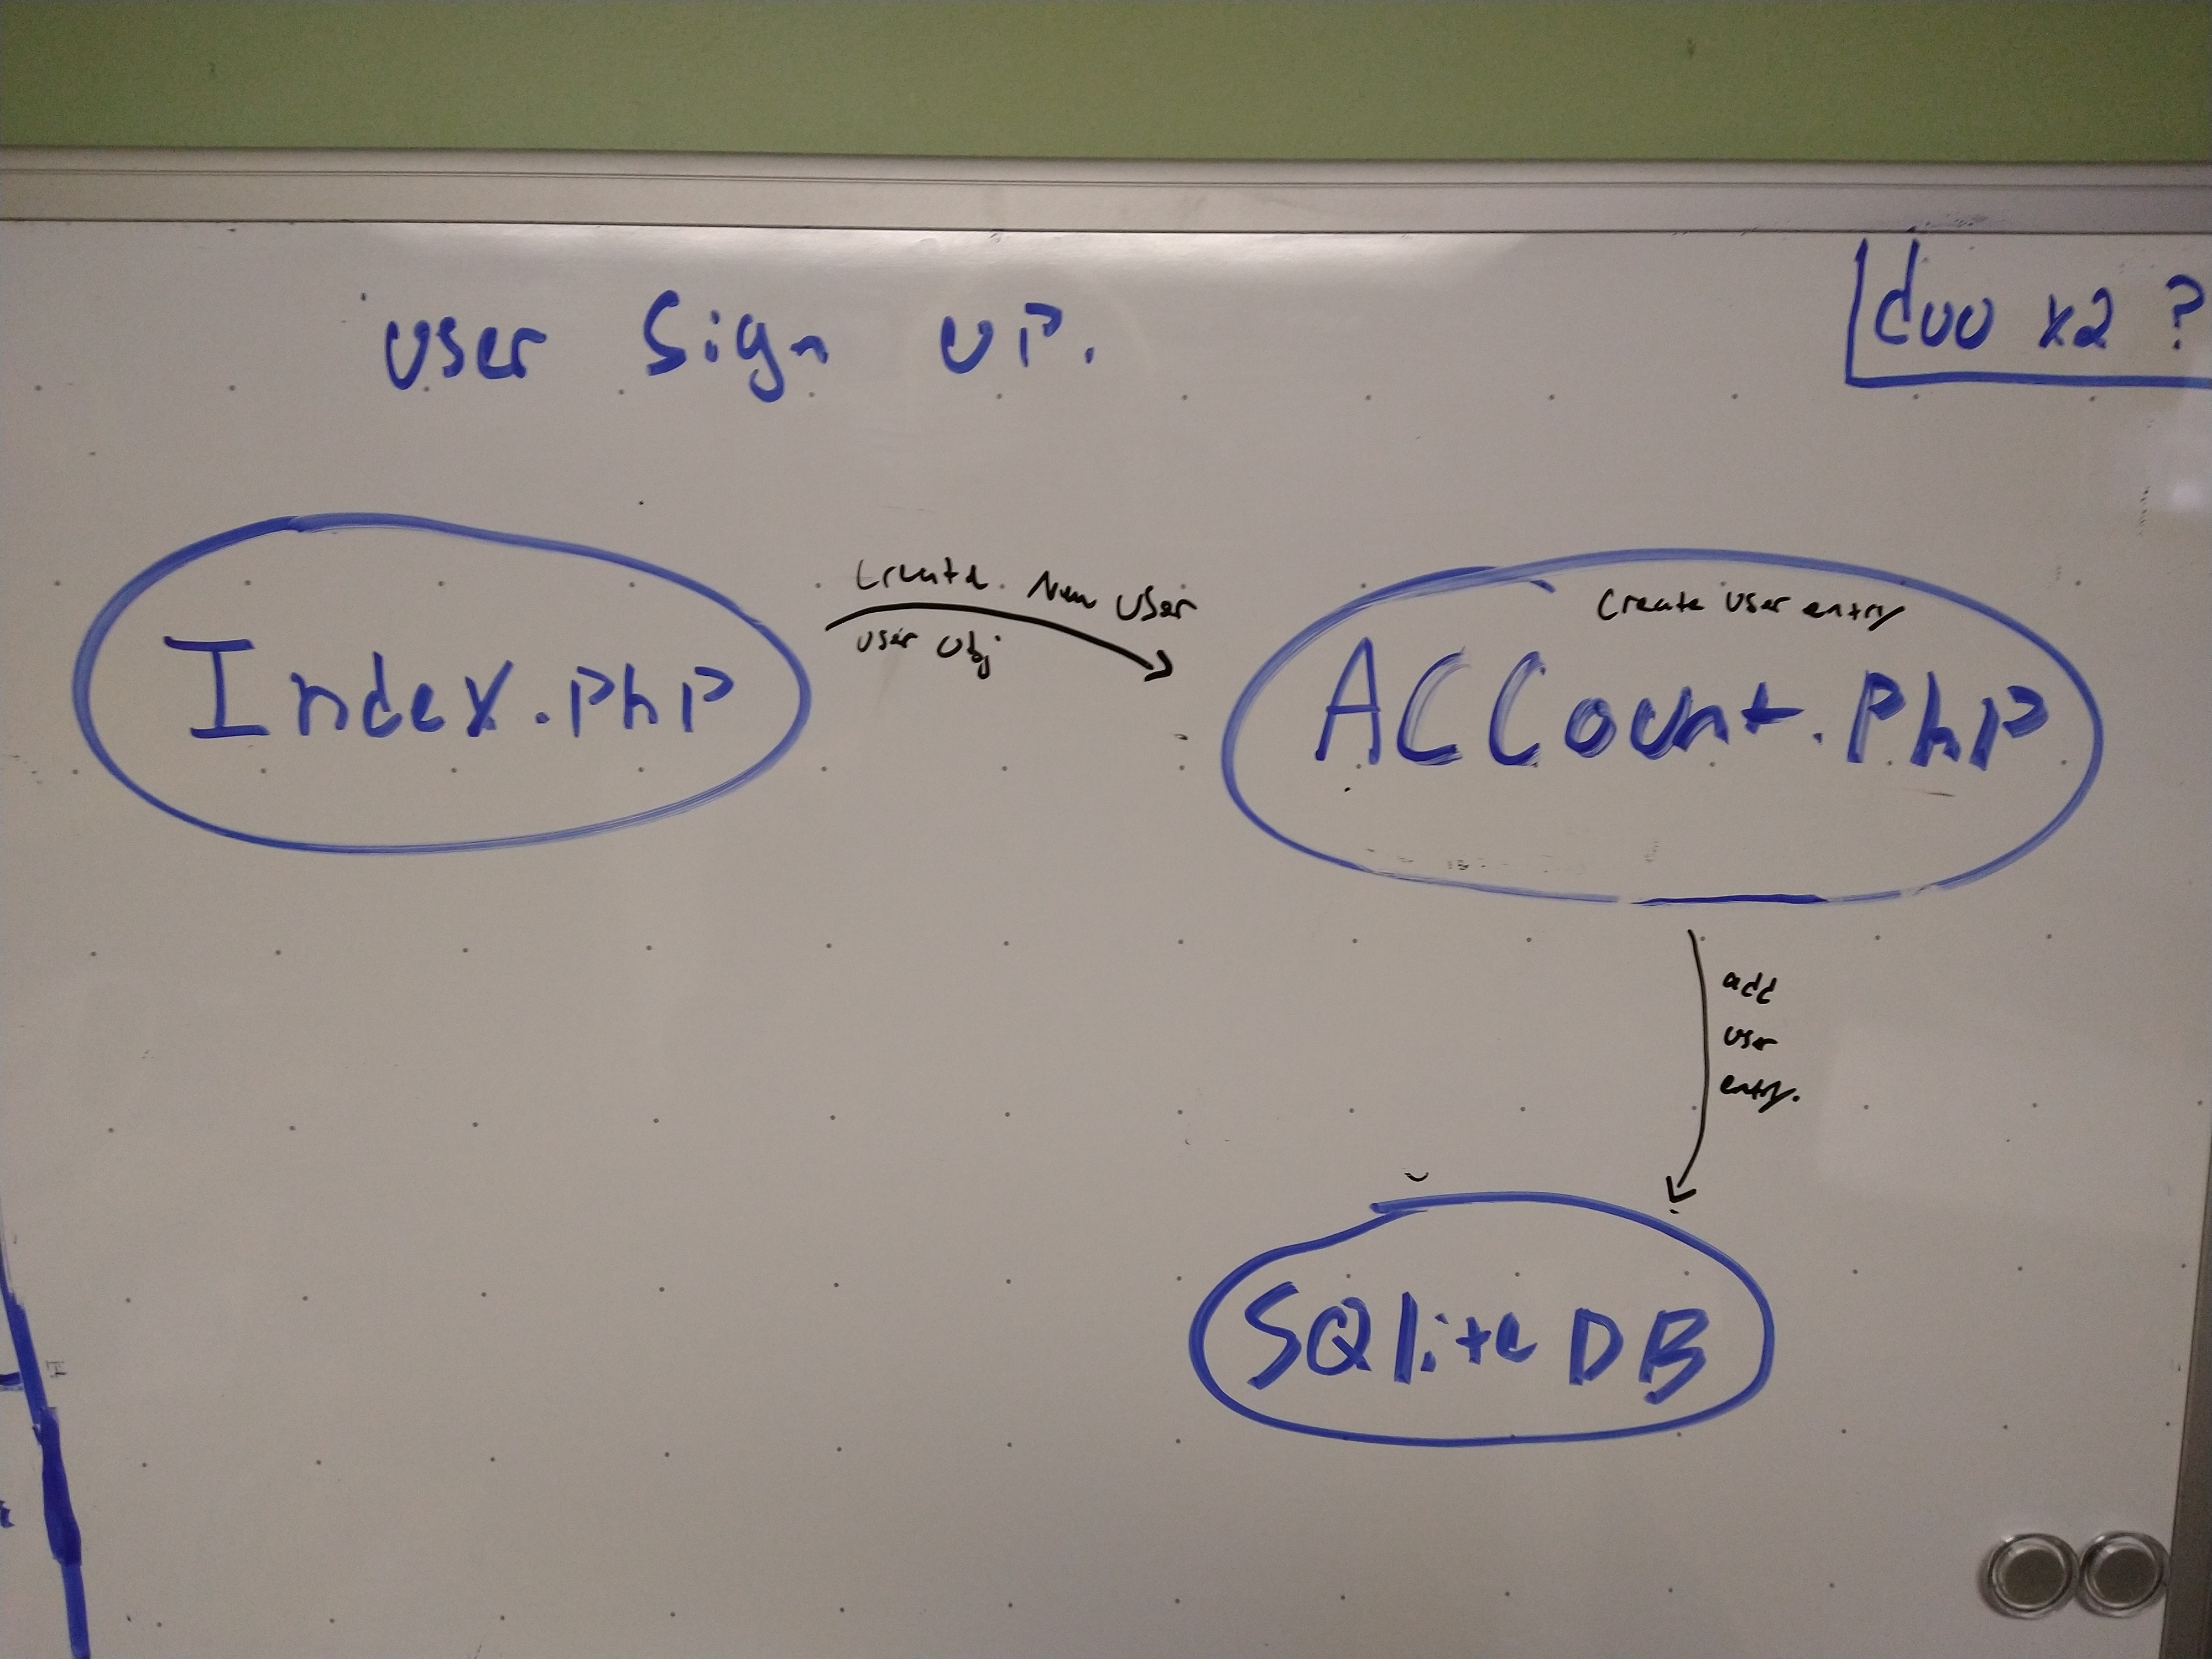 User Sign UP.
duo x2 ?
Create New User
User Obj
Index.PhP
Create User entry
ACCount.PhP
add
user
entry.
SQlite DB